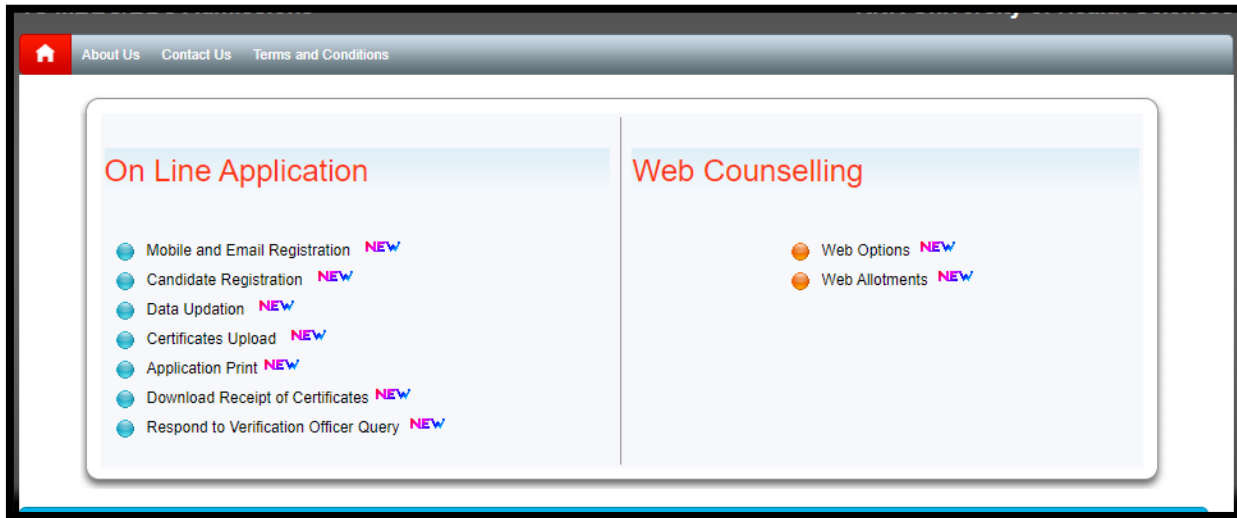 About Us Contact Us Terms and Conditions
On Line Application
Mobile and Email Registration NEW
Candidate Registration NEW
Data Updation NEW
Certificates Upload NEW
Application Print NEW
Download Receipt of Certificates NEW
Respond to Verification Officer Query NEW
Web Counselling
Web Options NEW
Web Allotments NEW